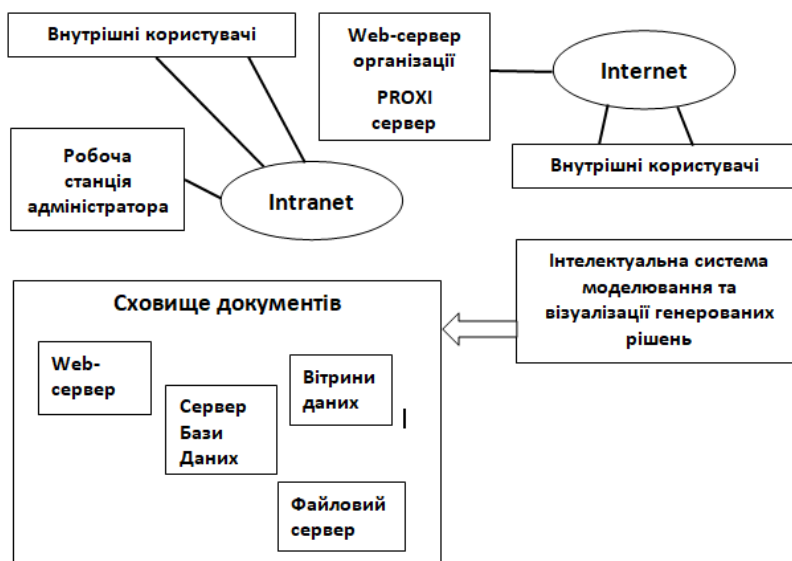 Внутрішні користувачі
Web-сервер
організації
PROXI
сервер
Internet
Робоча
станція
адміністратора
Intranet
Внутрішні користувачі
Інтелектуальна система
моделювання та
візуалізації генерованих
рішень
Сховище документів
Web-
сервер
Сервер
Бази
Даних
Вітрини
даних
Файловий
сервер